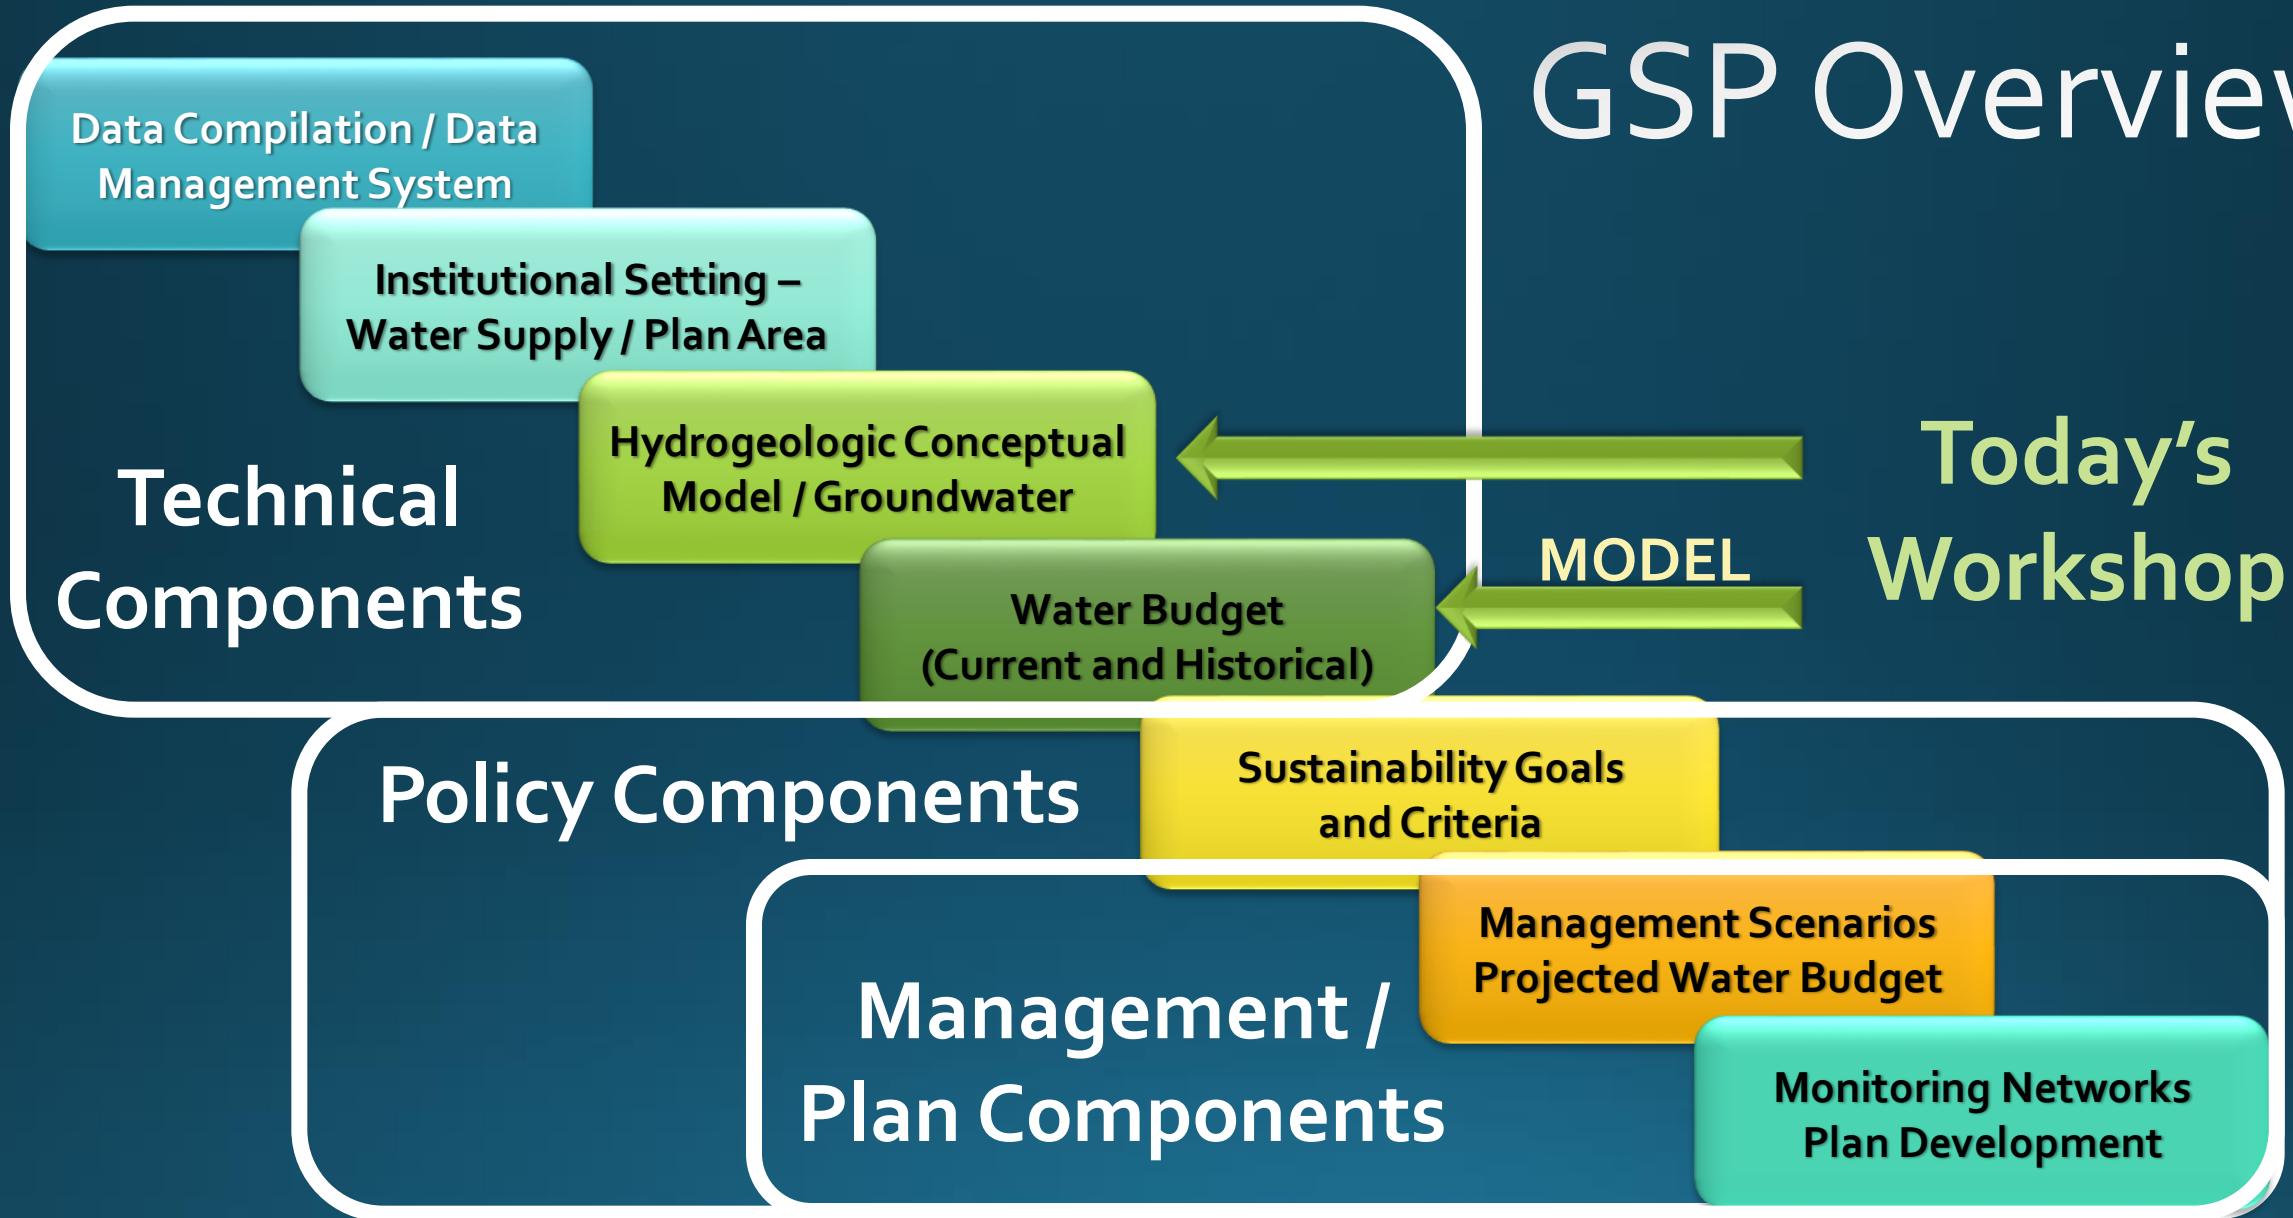 GSP Overview
Data Compilation / Data
Management System
Institutional Setting –
Water Supply / Plan Area
Hydrogeologic Conceptual
Model / Groundwater
Today's
Workshop
Technical
Components
MODEL
Water Budget
(Current and Historical)
Policy Components
Sustainability Goals
and Criteria
Management Scenarios
Projected Water Budget
Management /
Plan Components
Monitoring Networks
Plan Development